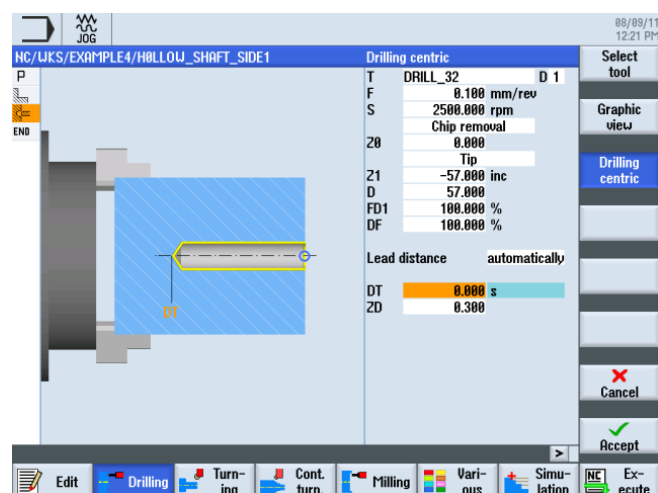 JOG
08/09/11
12:21 PM
NC/WKS/EXAMPLE4/HOLLOW_SHAFT_SIDE1
P
END
DT
Drilling centric
T DRILL_32 D 1
F 0.100 mm/rev
S 2500.000 rpm
Chip removal
Z0 0.000
Tip
Z1 -57.000 inc
D 57.000
FD1 100.000 %
DF 100.000 %
Lead distance automatically
DT 0.000 s
ZD 0.300
Select
tool
Graphic
view
Drilling
centric
Cancel
Accept
>
Edit
Drilling
Turn-
ing
Cont.
turn.
Milling
Vari-
ous
Simu-
lation
NC
Ex-
ecute